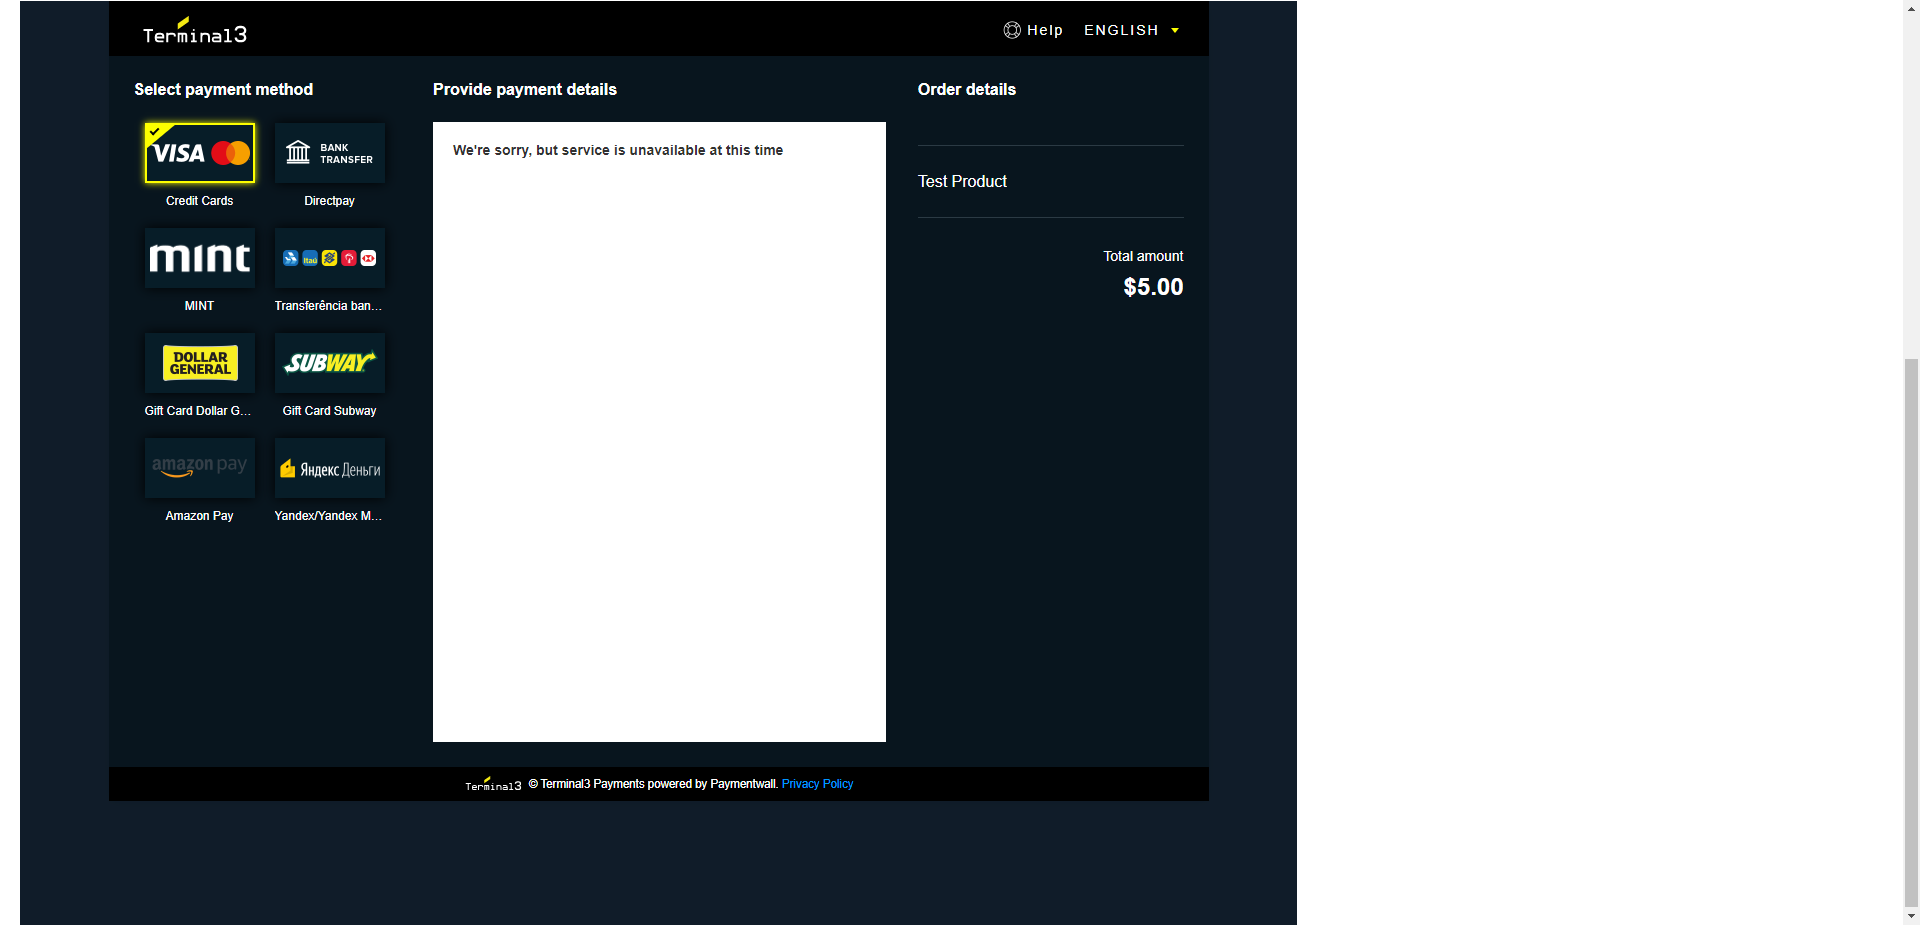 Terminal3
Help
ENGLISH
Select payment method
Provide payment details
Order details
VISA
BANK
TRANSFER
Credit Cards
Directpay
mint
Itaú
MINT
Transferência ban...
DOLLAR
GENERAL
SUBWAY
Gift Card Dollar G...
Gift Card Subway
amazon pay
Яндекс Деньги
Amazon Pay
Yandex/Yandex M...
We're sorry, but service is unavailable at this time
Test Product
Total amount
$5.00
Terminal3 © Terminal3 Payments powered by Paymentwall. Privacy Policy